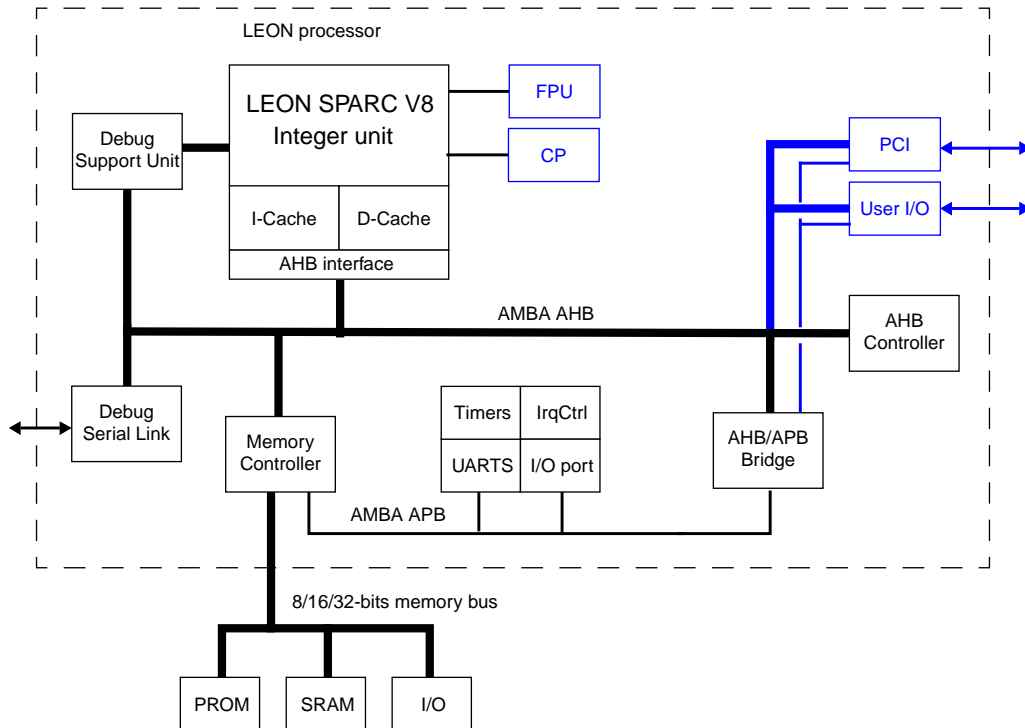 LEON processor
LEON SPARC V8
Integer unit
FPU
CP
Debug
Support Unit
PCI
User I/O
I-Cache
D-Cache
AHB interface
AMBA AHB
AHB
Controller
Debug
Serial Link
Memory
Controller
Timers
IrqCtrl
UARTS
I/O port
AHB/APB
Bridge
AMBA APB
8/16/32-bits memory bus
PROM
SRAM
I/O